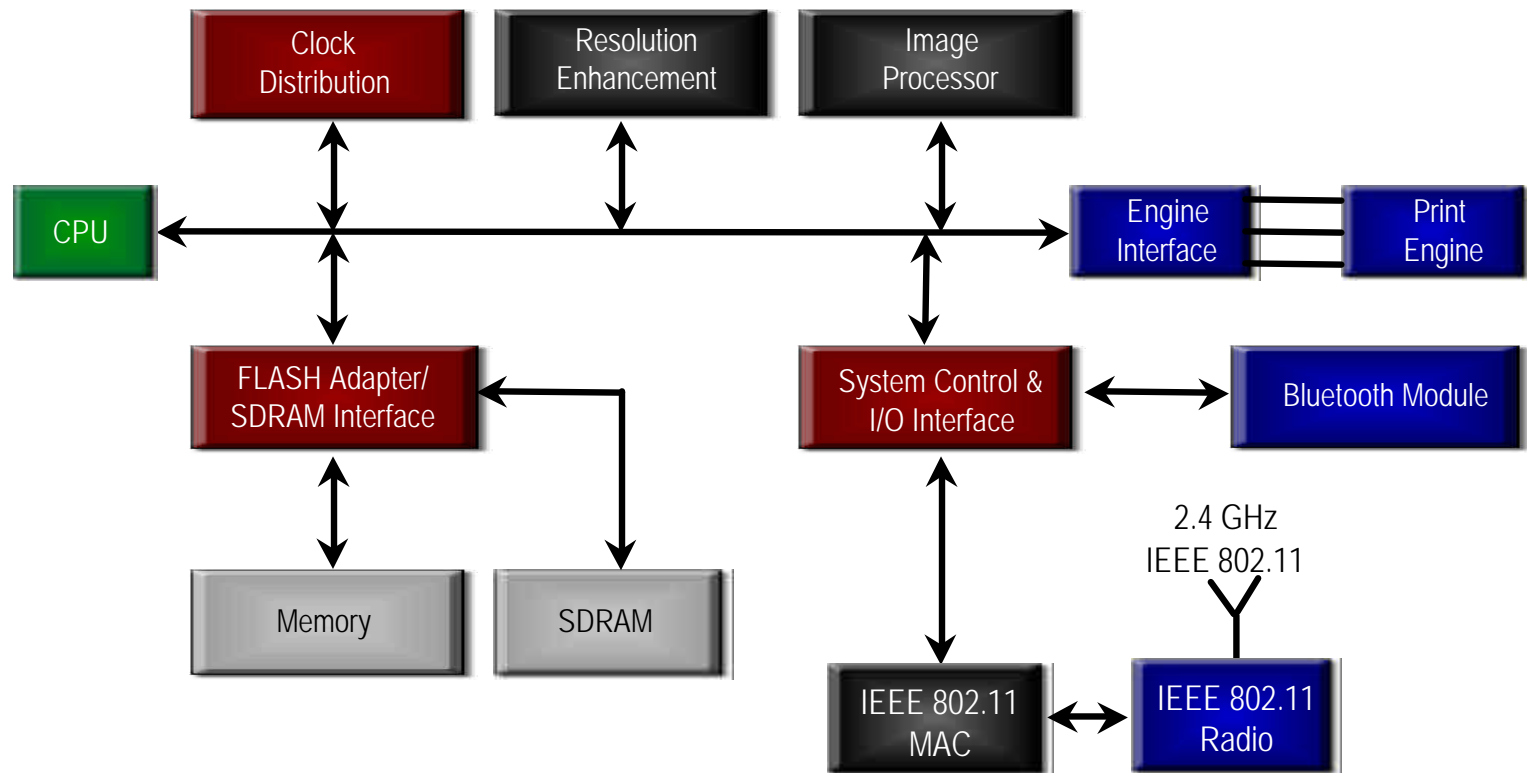 Clock
Distribution
Resolution
Enhancement
Image
Processor
CPU
Engine
Interface
Print
Engine
FLASH Adapter/
SDRAM Interface
System Control &
I/O Interface
Bluetooth Module
2.4 GHz
IEEE 802.11
Memory
SDRAM
IEEE 802.11
MAC
IEEE 802.11
Radio